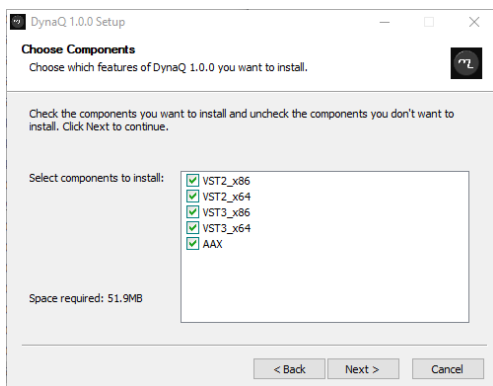 DynaQ 1.0.0 Setup
Choose Components
Choose which features of DynaQ 1.0.0 you want to install.
Check the components you want to install and uncheck the components you don't want to
install. Click Next to continue.
Select components to install:
VST2_x86
VST2_x64
VST3_x86
VST3_x64
AAX
Space required: 51.9MB
< Back
Next >
Cancel